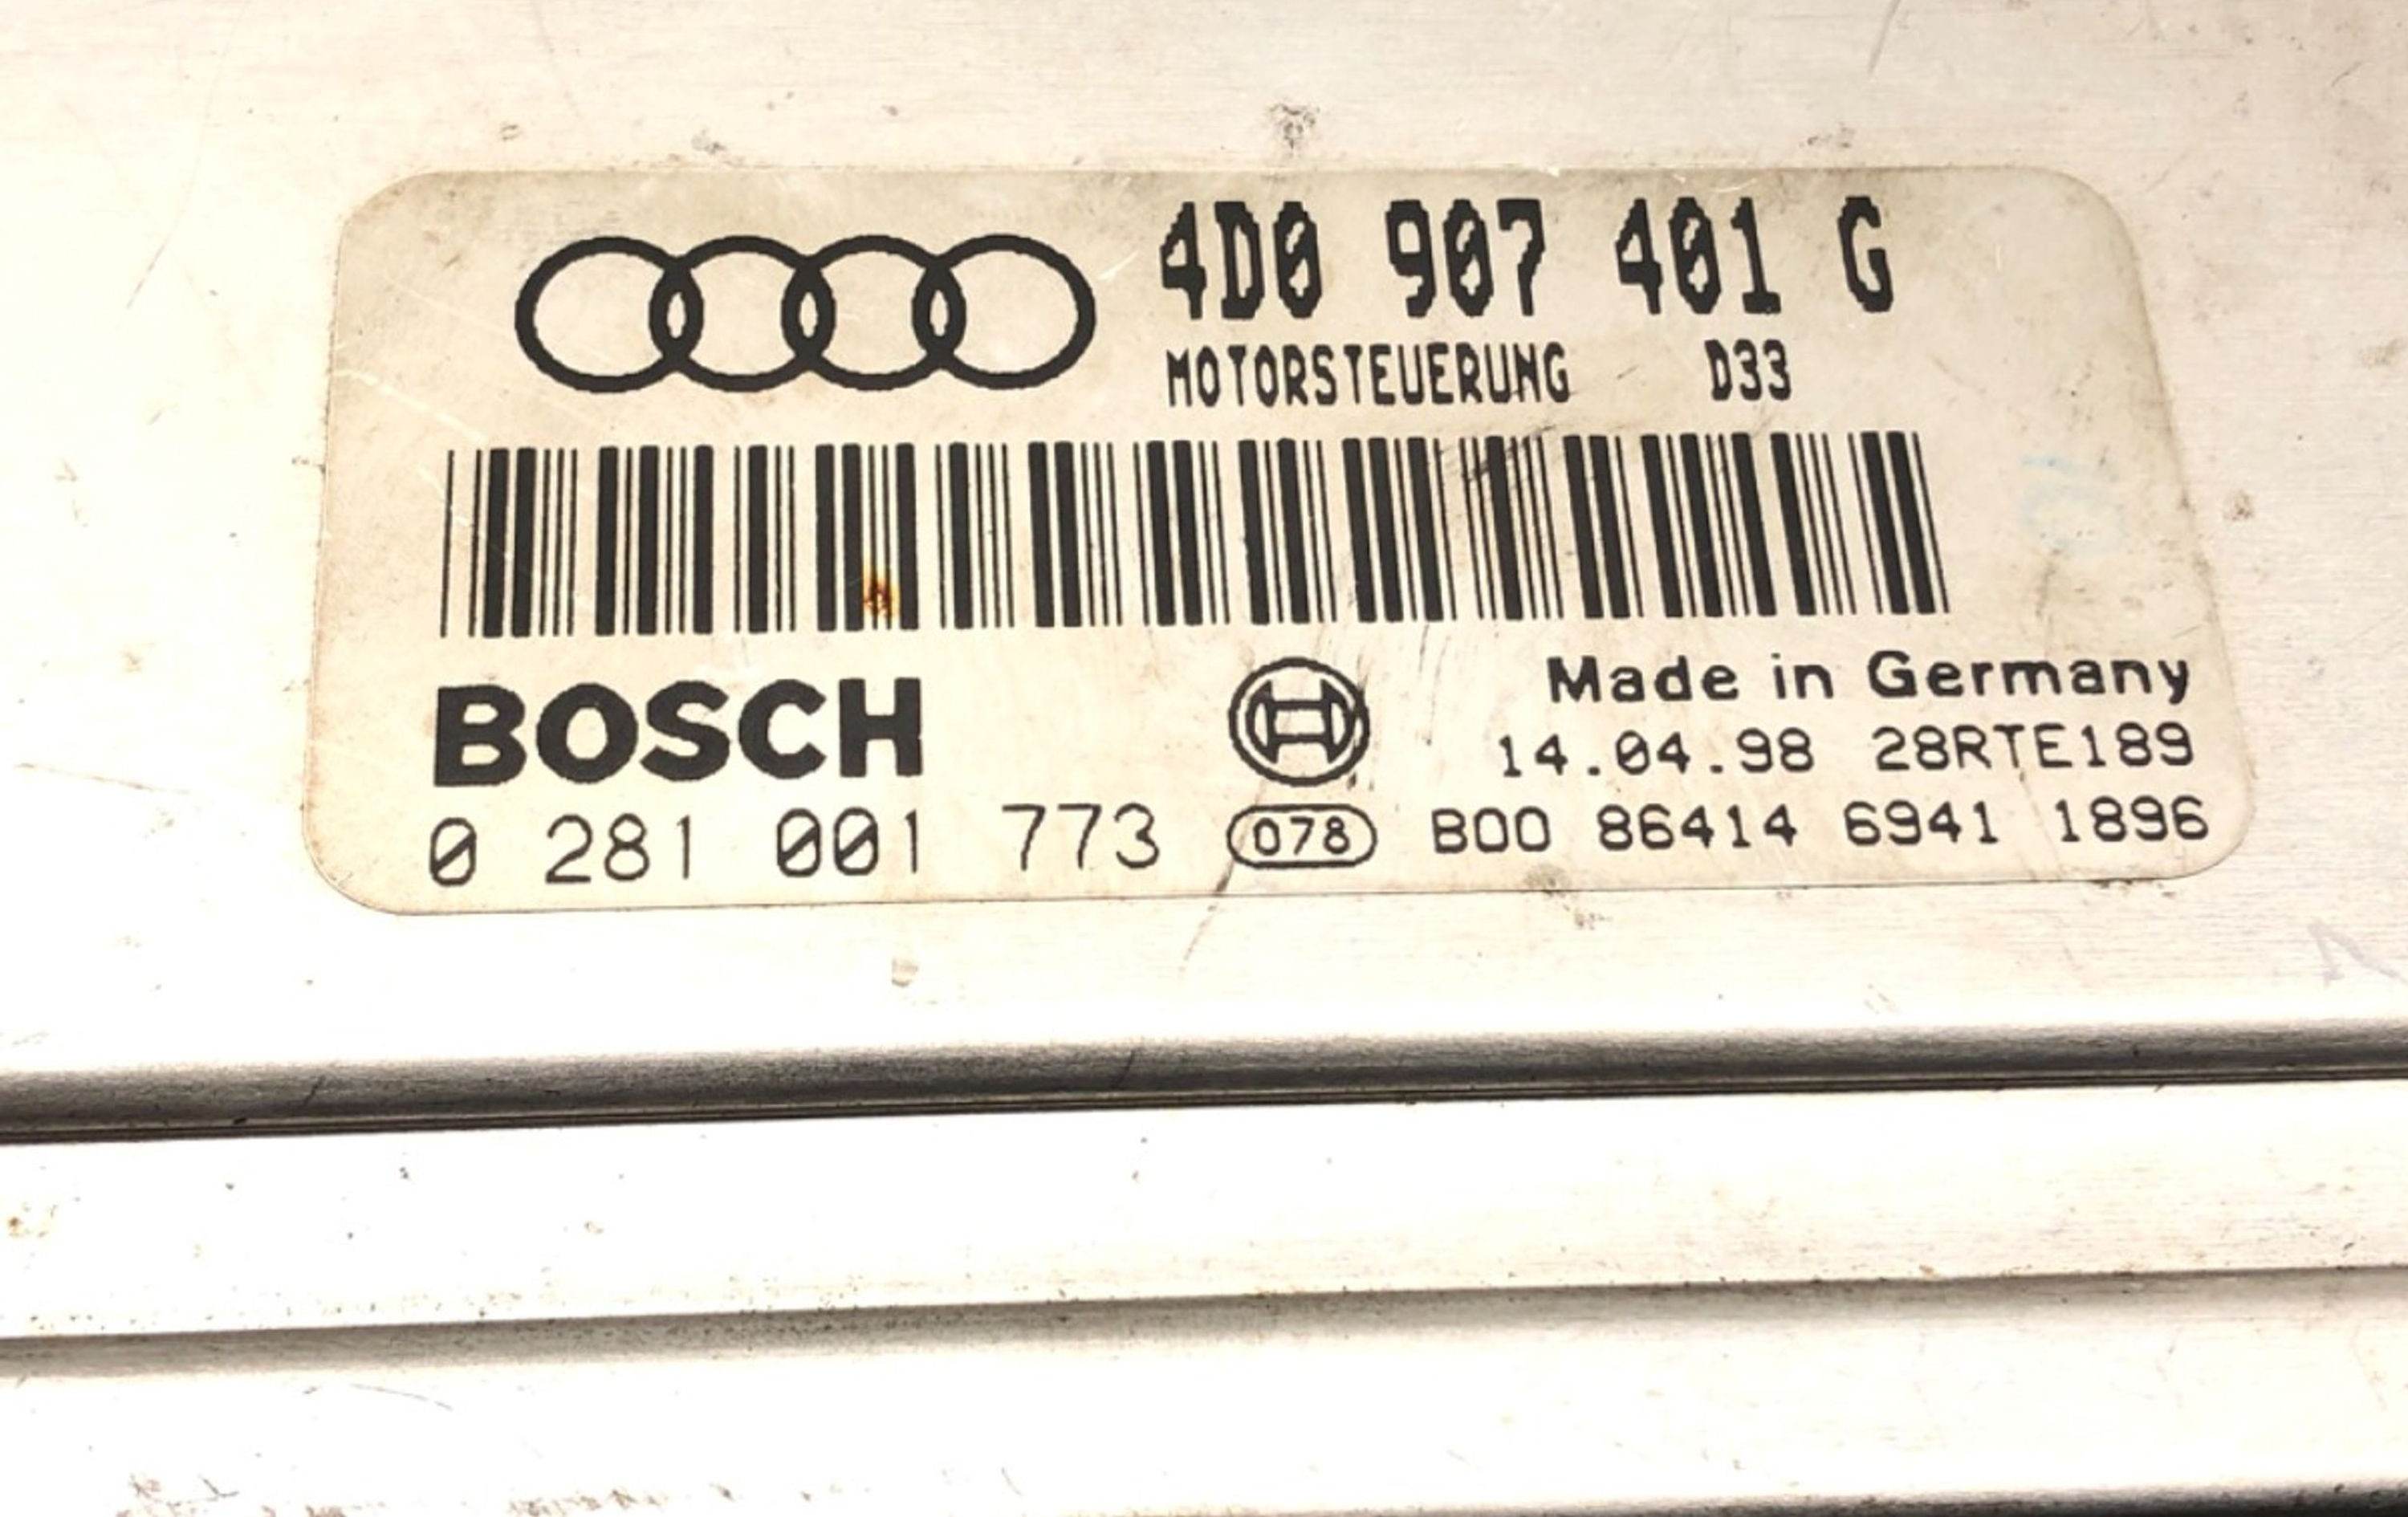 4D0 907 401 G
MOTORSTEUERUNG D33
BOSCH
Made in Germany
14.04.98 28RTE189
0 281 001 773 078 B00 86414 6941 1896